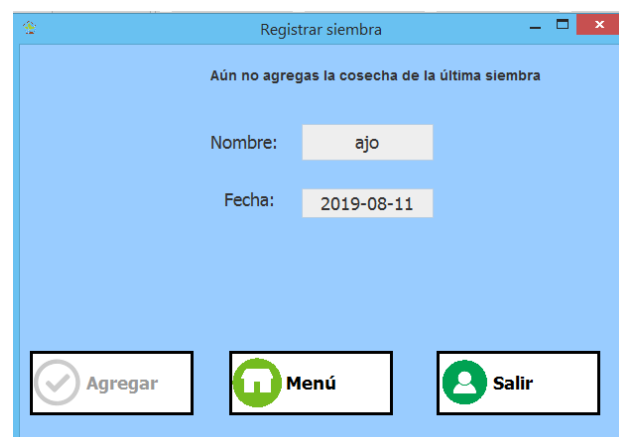 Registrar siembra
Aún no agregas la cosecha de la última siembra
Nombre: ajo
Fecha: 2019-08-11
Agregar Menú Salir